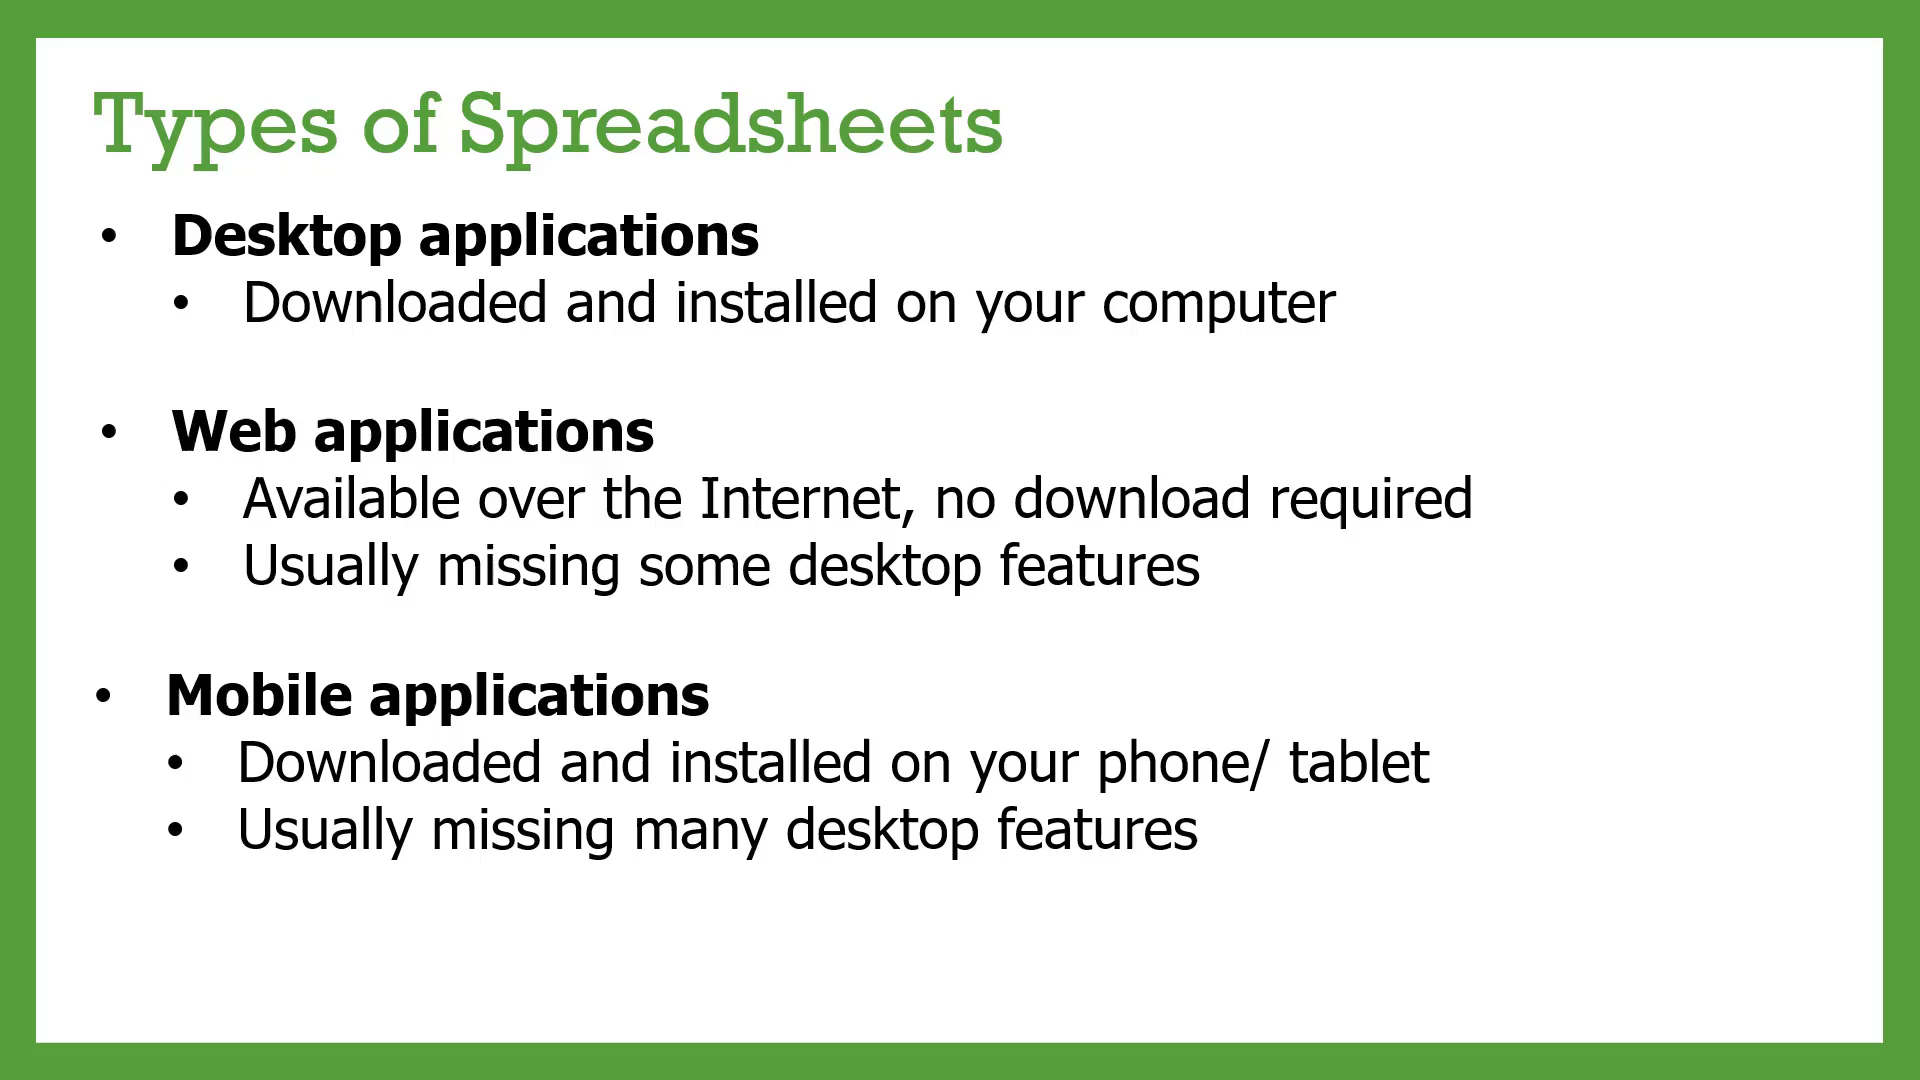 Types of Spreadsheets
• Desktop applications
• Downloaded and installed on your computer
• Web applications
• Available over the Internet, no download required
• Usually missing some desktop features
• Mobile applications
• Downloaded and installed on your phone/ tablet
• Usually missing many desktop features